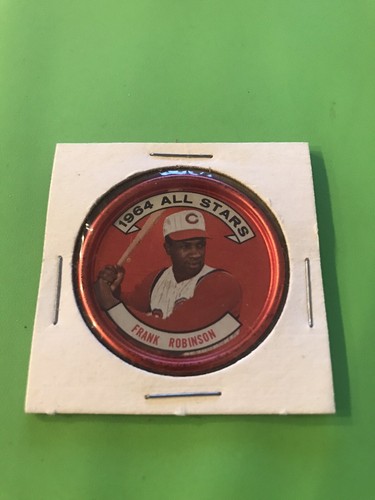 1964 ALL STARS
C
FRANK ROBINSON